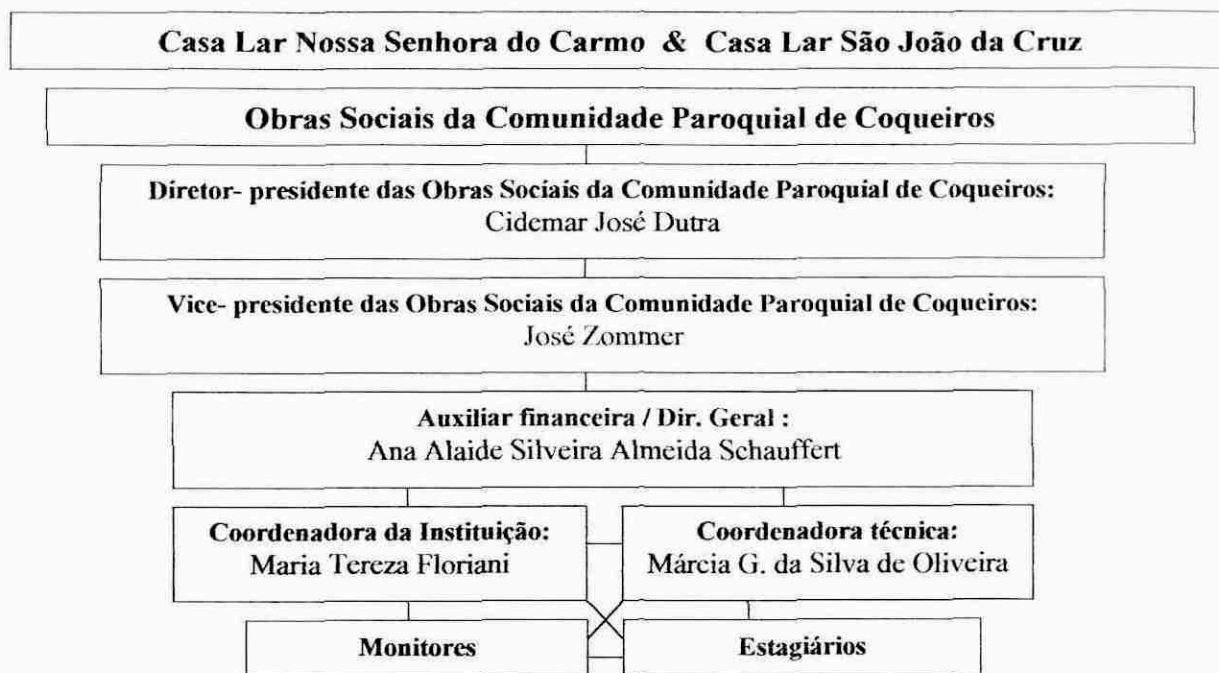 Casa Lar Nossa Senhora do Carmo & Casa Lar São João da Cruz
Obras Sociais da Comunidade Paroquial de Coqueiros
Diretor- presidente das Obras Sociais da Comunidade Paroquial de Coqueiros:
Cidemar José Dutra
Vice- presidente das Obras Sociais da Comunidade Paroquial de Coqueiros:
José Zommer
Auxiliar financeira / Dir. Geral :
Ana Alaide Silveira Almeida Schauffert
Coordenadora da Instituição:
Maria Tereza Floriani
Coordenadora técnica:
Márcia G. da Silva de Oliveira
Monitores
Estagiários